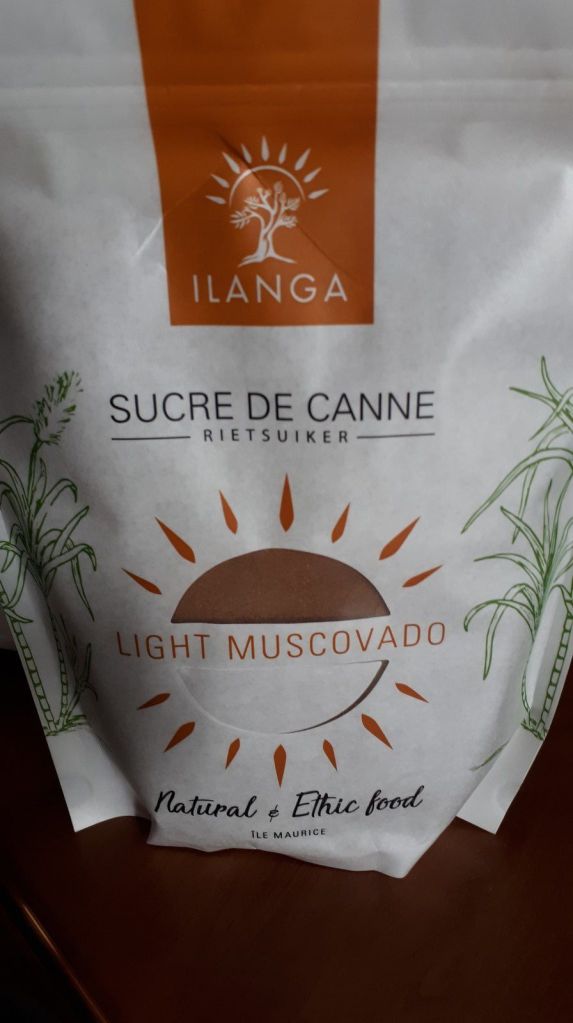 ILANGA
SUCRE DE CANNE
RIETSUIKER
LIGHT MUSCOVADO
Natural & Ethic food
ÎLE MAURICE